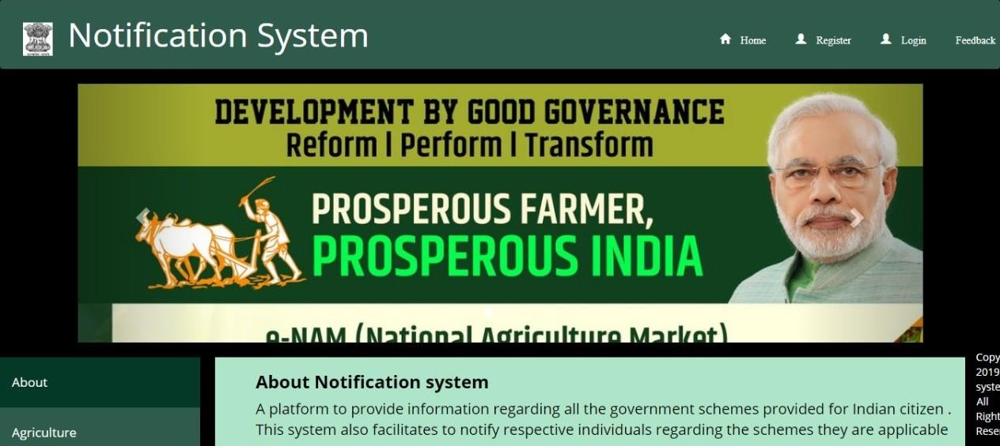 Notification System
Home
Register
Login
Feedback
DEVELOPMENT BY GOOD GOVERNANCE
Reform | Perform | Transform
PROSPEROUS FARMER,
PROSPEROUS INDIA
e-NAM (National Agriculture Market)
About
Agriculture
About Notification system
A platform to provide information regarding all the government schemes provided for Indian citizen .
This system also facilitates to notify respective individuals regarding the schemes they are applicable
Copy
2019
syste
All
Right
Rese